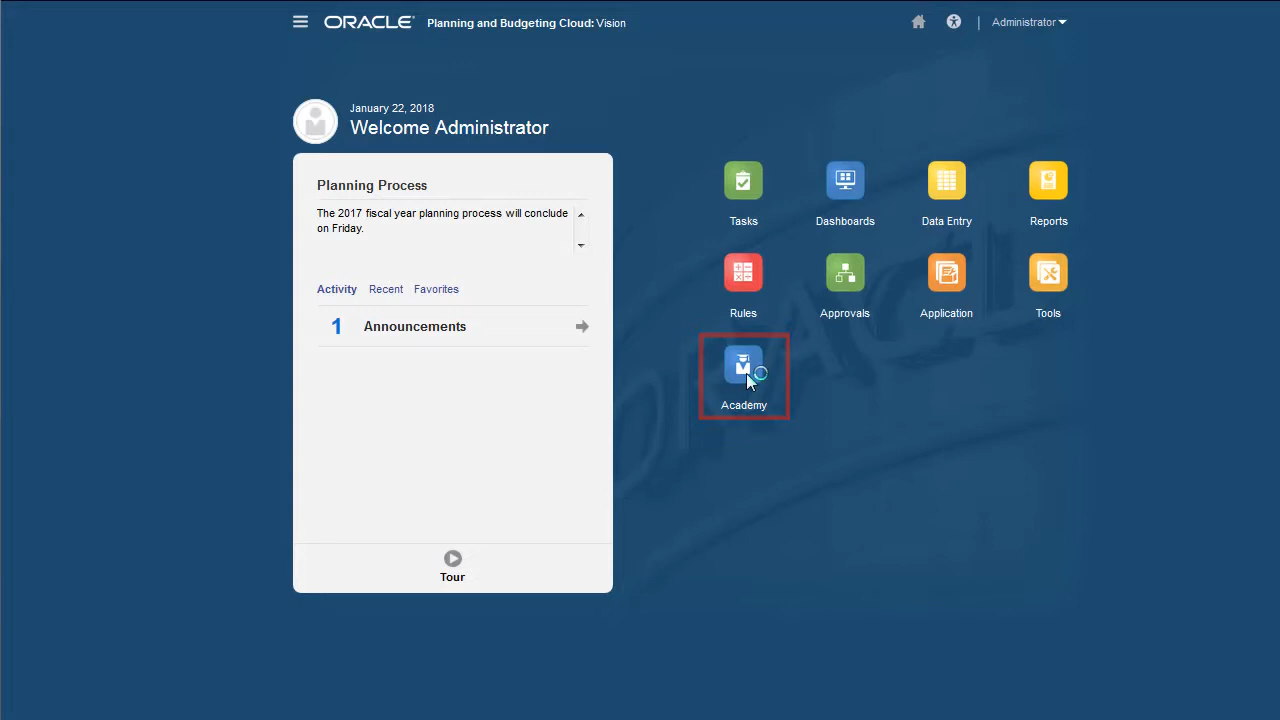 ORACLE Planning and Budgeting Cloud: Vision
Administrator
January 22, 2018
Welcome Administrator
Planning Process
The 2017 fiscal year planning process will conclude
on Friday.
Activity Recent Favorites
1 Announcements
Tour
Tasks Dashboards Data Entry Reports
Rules Approvals Application Tools
Academy